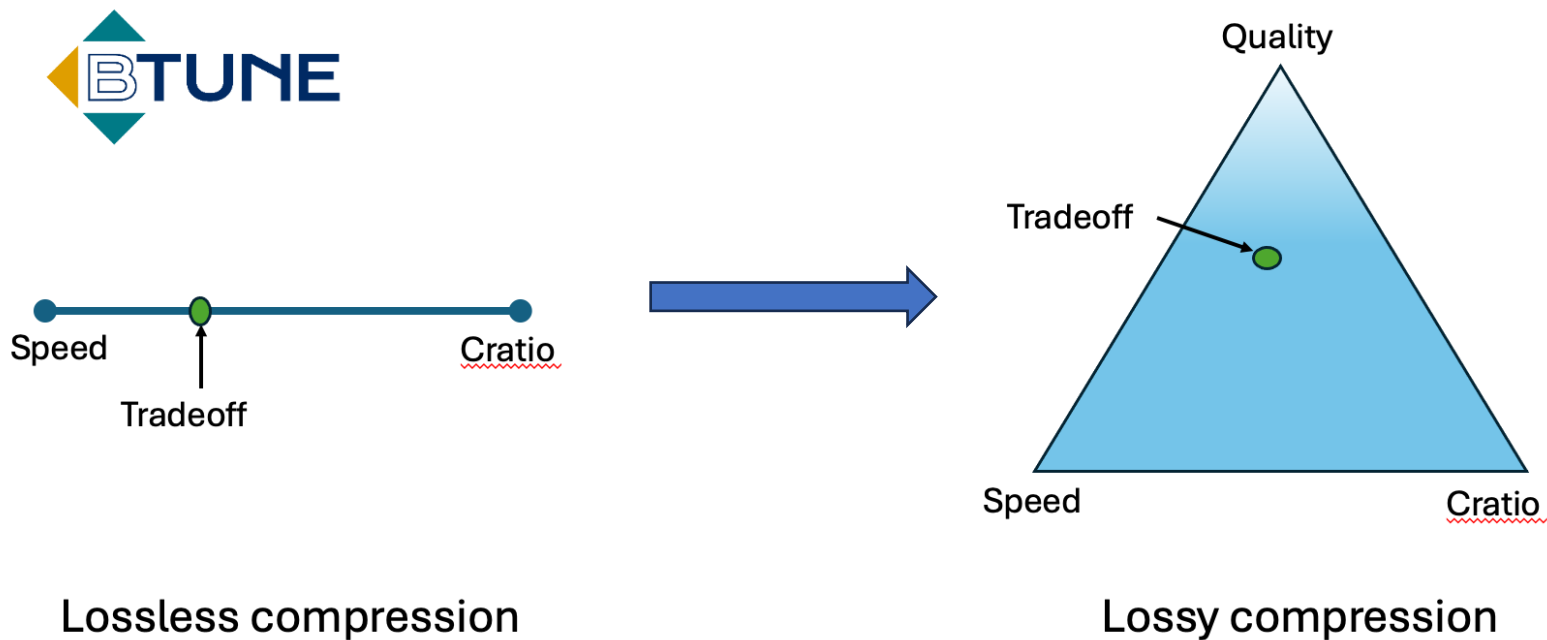 BTUNE
Quality
Tradeoff
Speed
Cratio
Tradeoff
Speed
Cratio
Lossless compression
Lossy compression